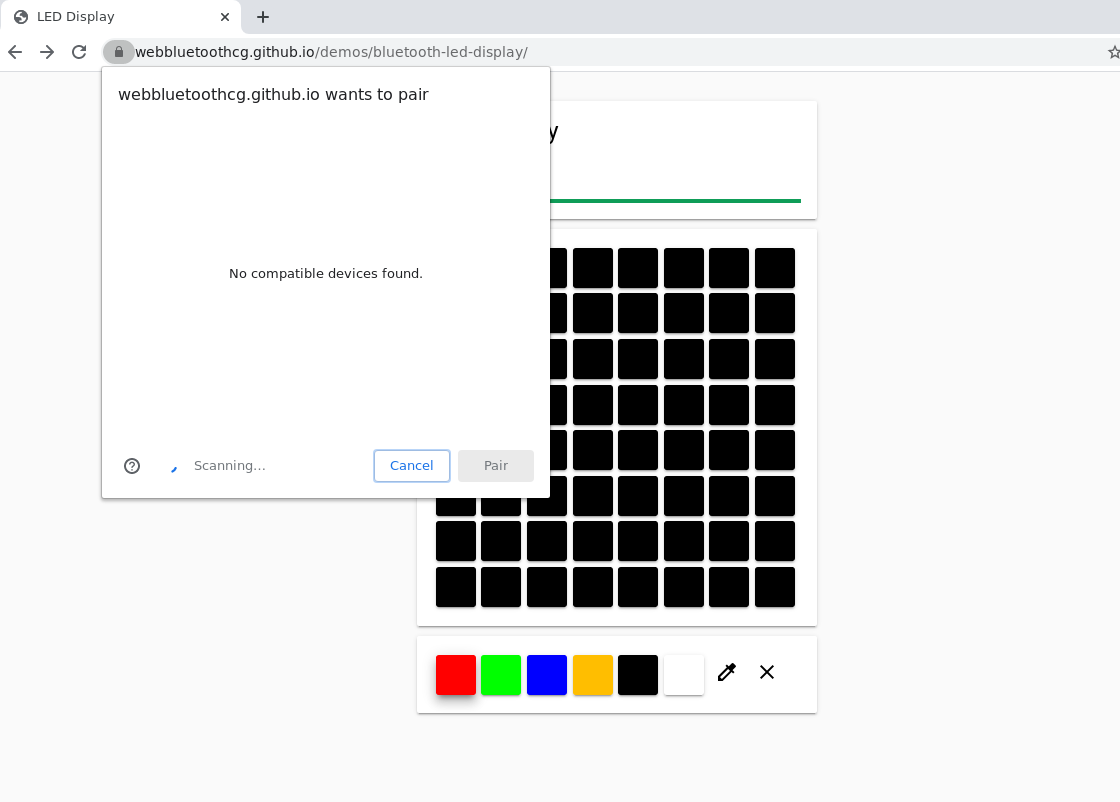 LED Display
webbluetoothcg.github.io/demos/bluetooth-led-display/
webbluetoothcg.github.io wants to pair
y
No compatible devices found.
Scanning...
Cancel
Pair